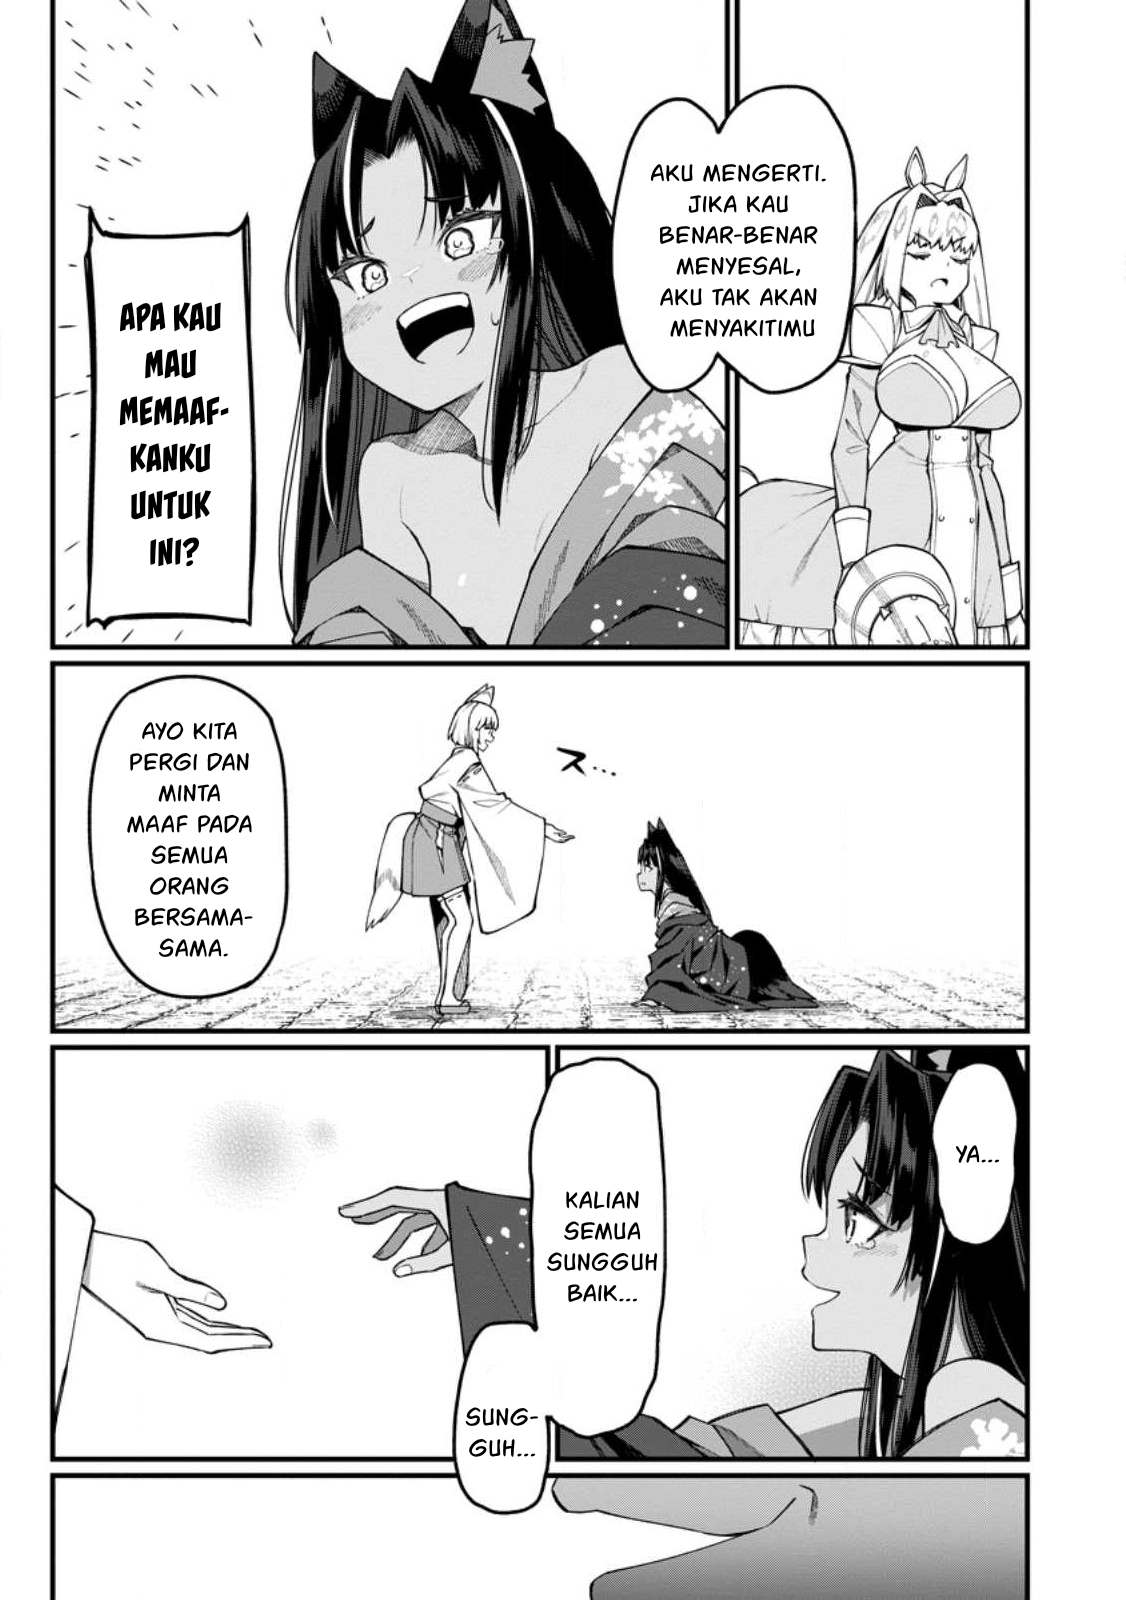 AKU MENGERTI.
JIKA KAU
BENAR-BENAR
MENYESAL,
AKU TAK AKAN
MENYAKITIMU
APA KAU
MAU
MEMAAF-
KANKU
UNTUK
INI?
AYO KITA
PERGI DAN
MINTA
MAAF PADA
SEMUA
ORANG
BERSAMA-
SAMA.
ス...
YA...
KALIAN
SEMUA
SUNGGUH
BAIK...
SUNG-
GUH...